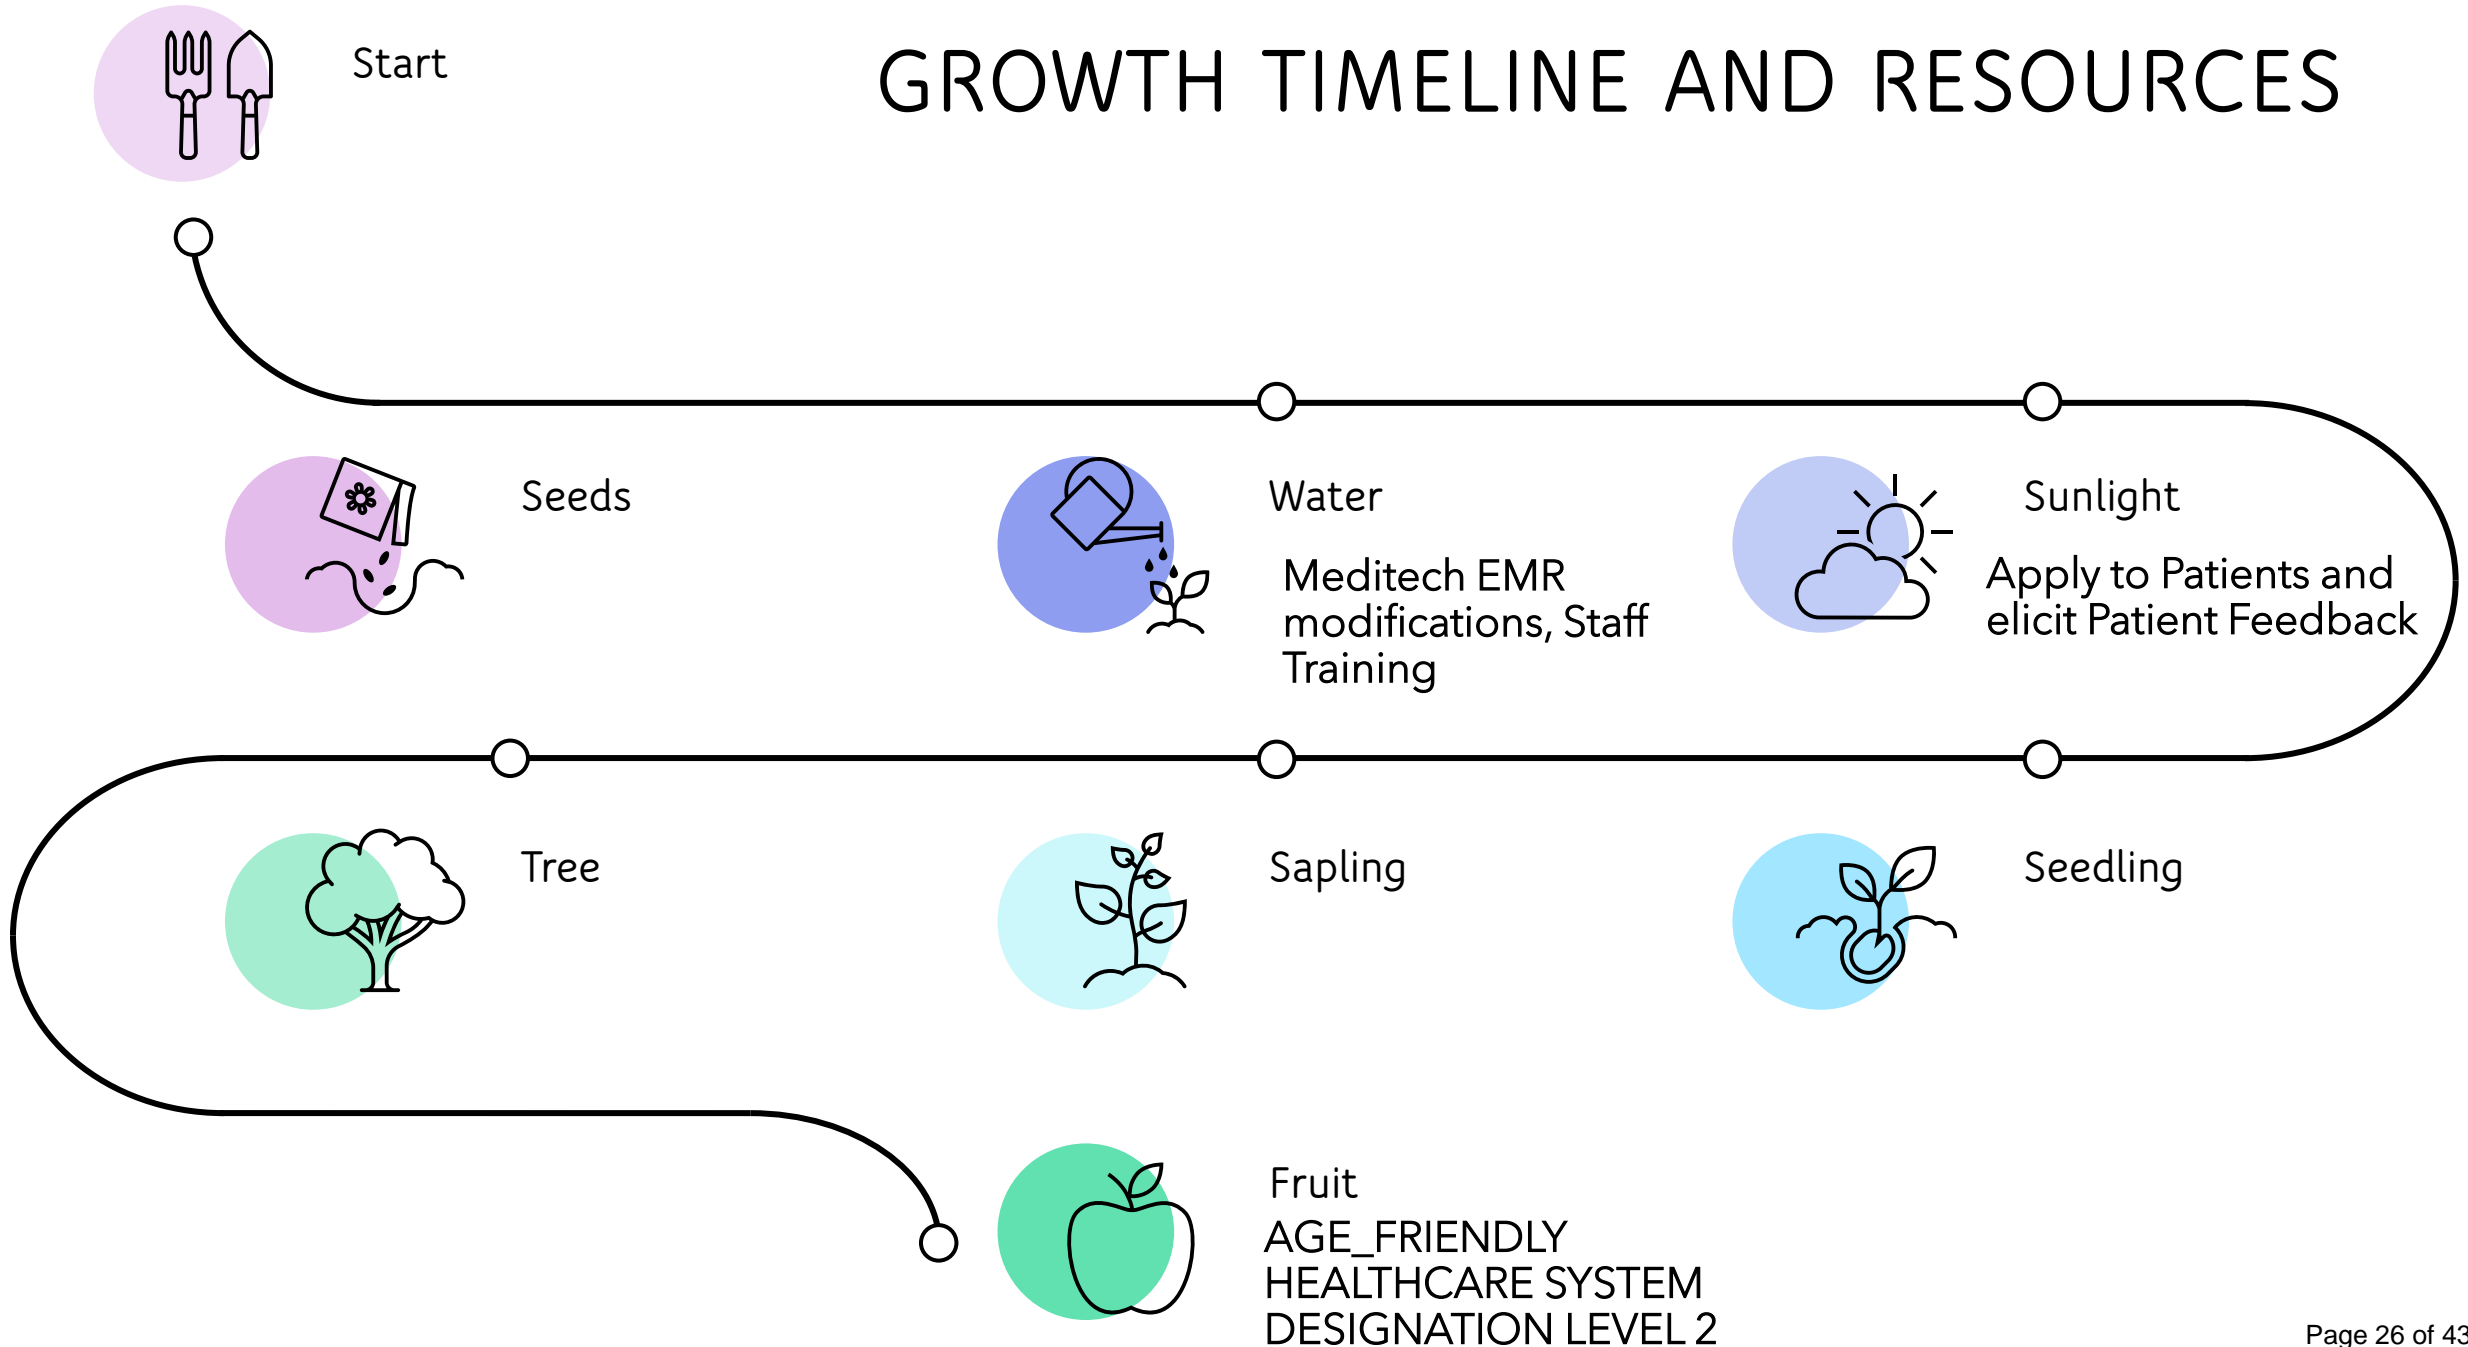 Start
GROWTH TIMELINE AND RESOURCES
Seeds
Water
Meditech EMR
modifications, Staff
Training
Sunlight
Apply to Patients and
elicit Patient Feedback
Tree
Sapling
Seedling
Fruit
AGE_FRIENDLY
HEALTHCARE SYSTEM
DESIGNATION LEVEL 2
Page 26 of 43